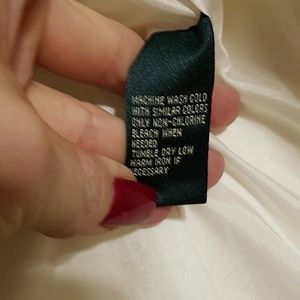 MACHINE WASH COLD
WITH SIMILAR COLORS
ONLY NON-CHLORINE
BLEACH WHEN
NEEDED
TUMBLE DRY LOW
WARM IRON IF
NECESSARY